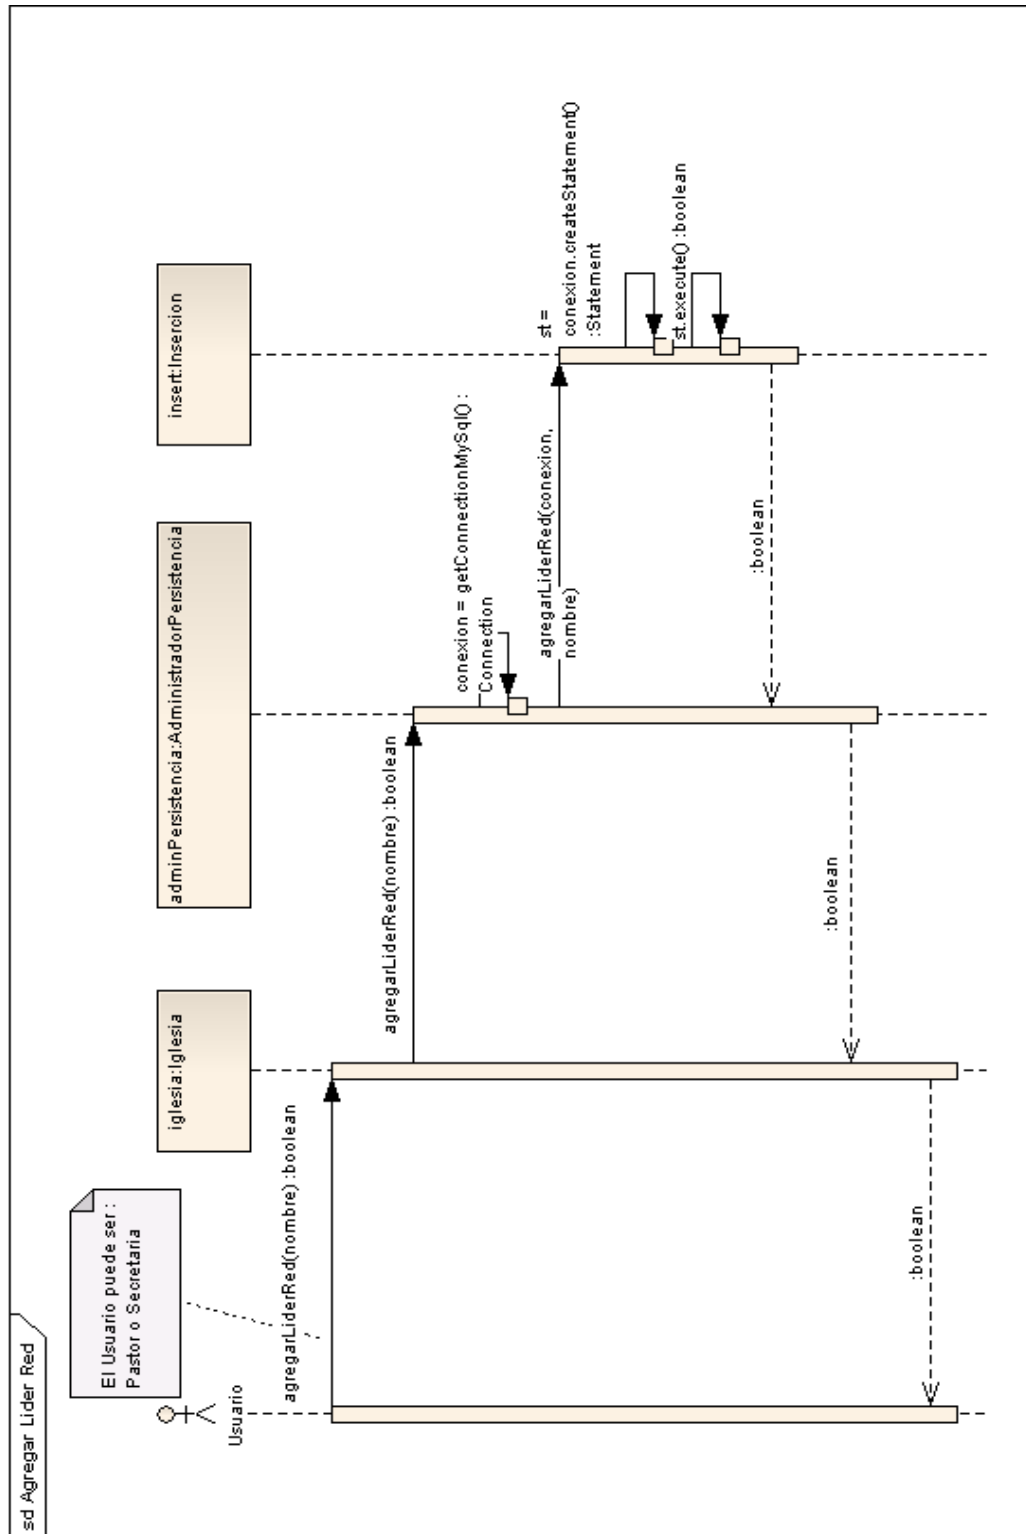 sd Agregar Lider Red
El Usuario puede ser :
Pastor o Secretaria
Usuario
iglesia:Iglesia
adminPersistencia:AdministradorPersistencia
insert:Insercion
agregarLiderRed(nombre) :boolean
agregarLiderRed(nombre) :boolean
conexion = getConnectionMySql() :
Connection
agregarLiderRed(conexion,
nombre)
st =
conexion.createStatement()
:Statement
st.execute() :boolean
:boolean
:boolean
:boolean